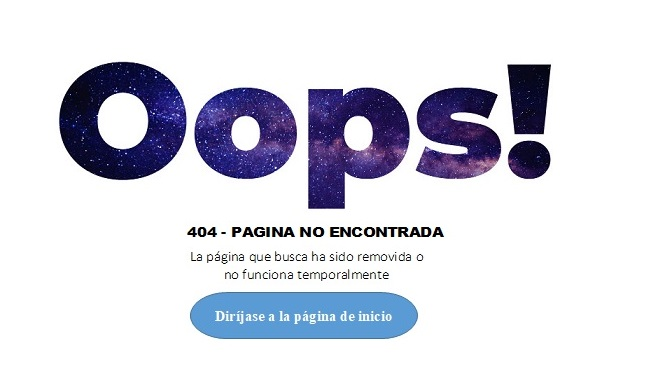 Oops!
404 - PAGINA NO ENCONTRADA
La página que busca ha sido removida o
no funciona temporalmente
Diríjase a la página de inicio